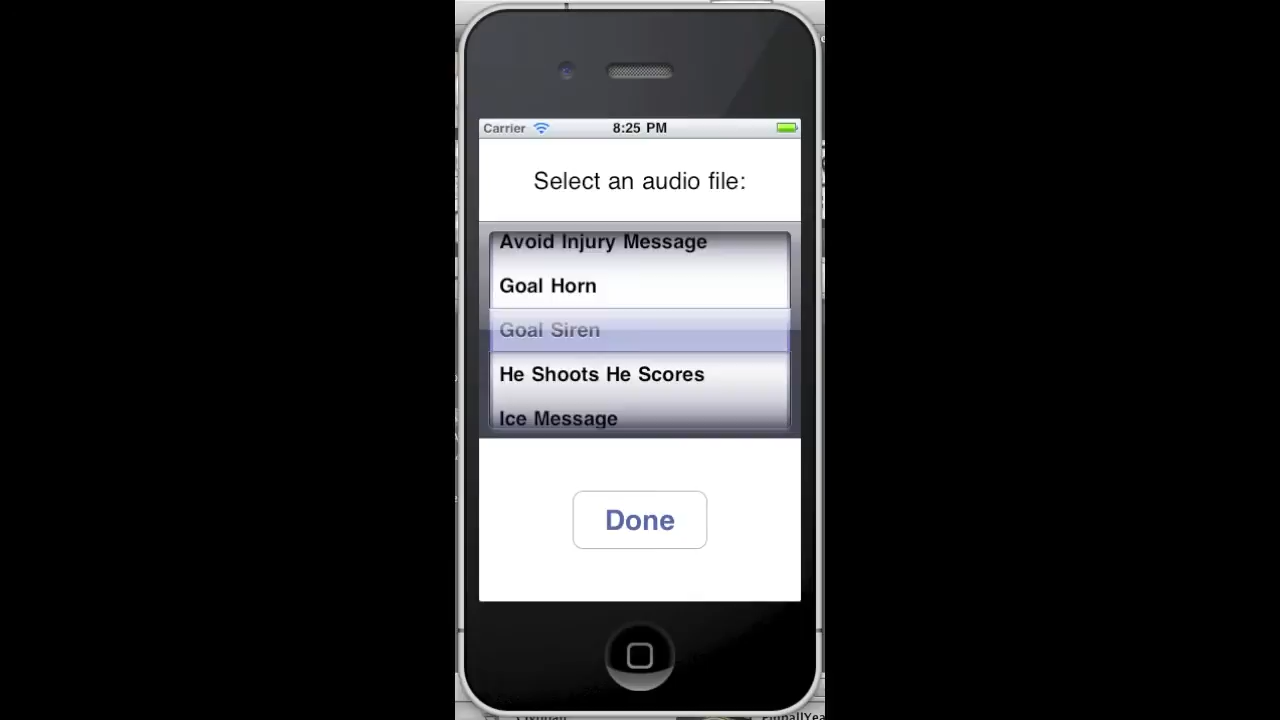 Carrier 8:25 PM
Select an audio file:
Avoid Injury Message
Goal Horn
Goal Siren
He Shoots He Scores
Ice Message
Done